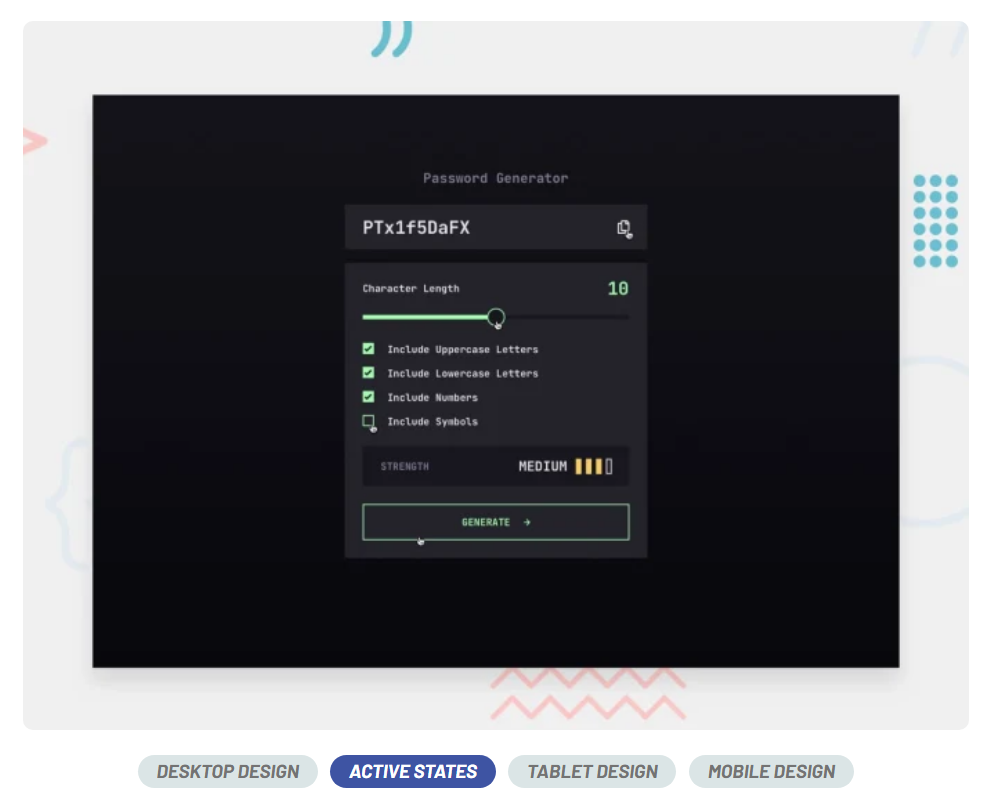 Password Generator
PTx1f5DaFX
Character Length 10
Include Uppercase Letters
Include Lowercase Letters
Include Numbers
Include Symbols
STRENGTH MEDIUM
GENERATE →
DESKTOP DESIGN ACTIVE STATES TABLET DESIGN MOBILE DESIGN